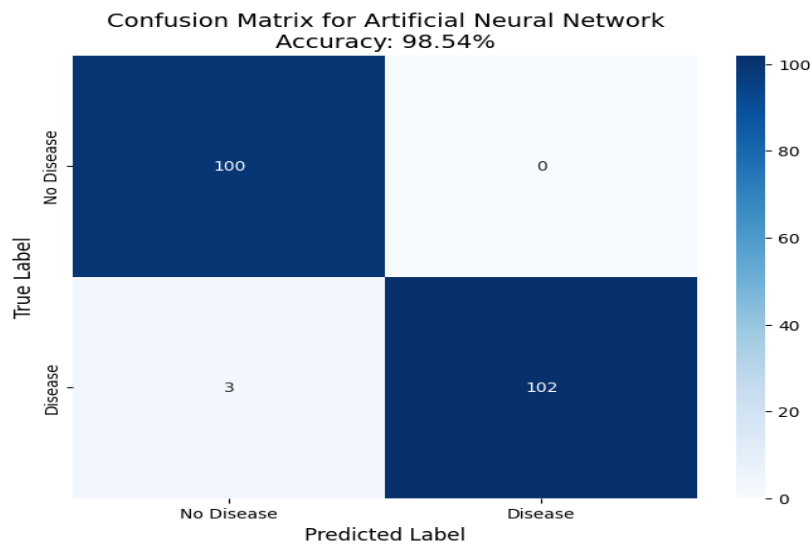 Confusion Matrix for Artificial Neural Network
Accuracy: 98.54%
No Disease
100
0
Disease
3
102
True Label
No Disease
Disease
Predicted Label
100
80
60
40
20
0